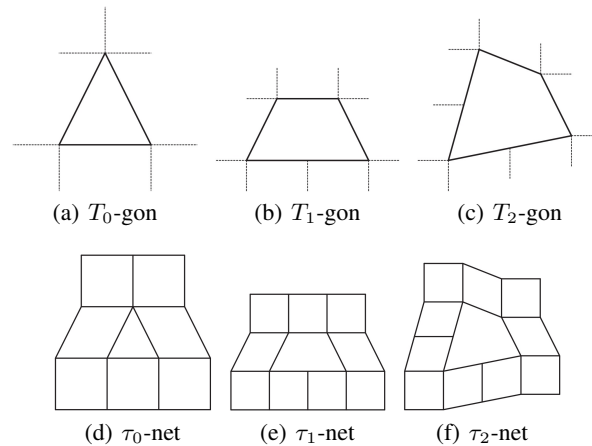 (a) T₀-gon
(b) T₁-gon
(c) T₂-gon
(d) τ₀-net
(e) τ₁-net
(f) τ₂-net